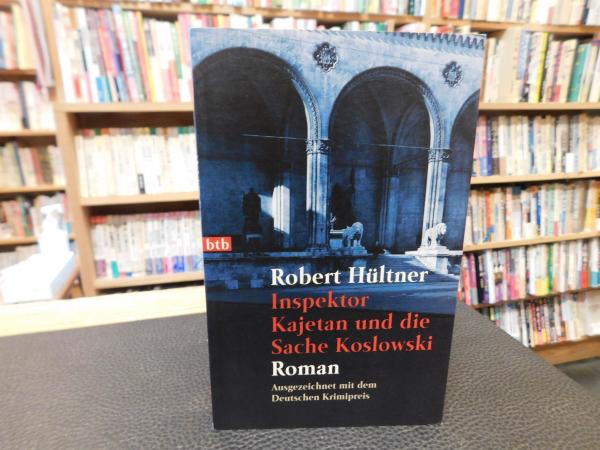 btb
Robert Hültner
Inspektor
Kajetan und die
Sache Koslowski
Roman
Ausgezeichnet mit dem
Deutschen Krimipreis